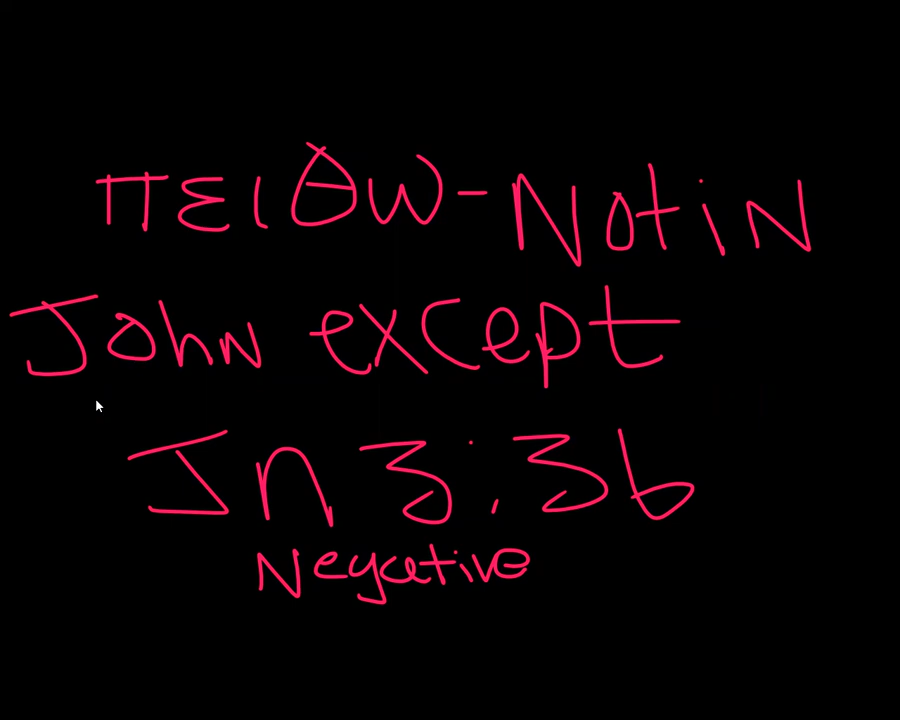 πειθω - Not in
John except
Jn 3:36
Negative